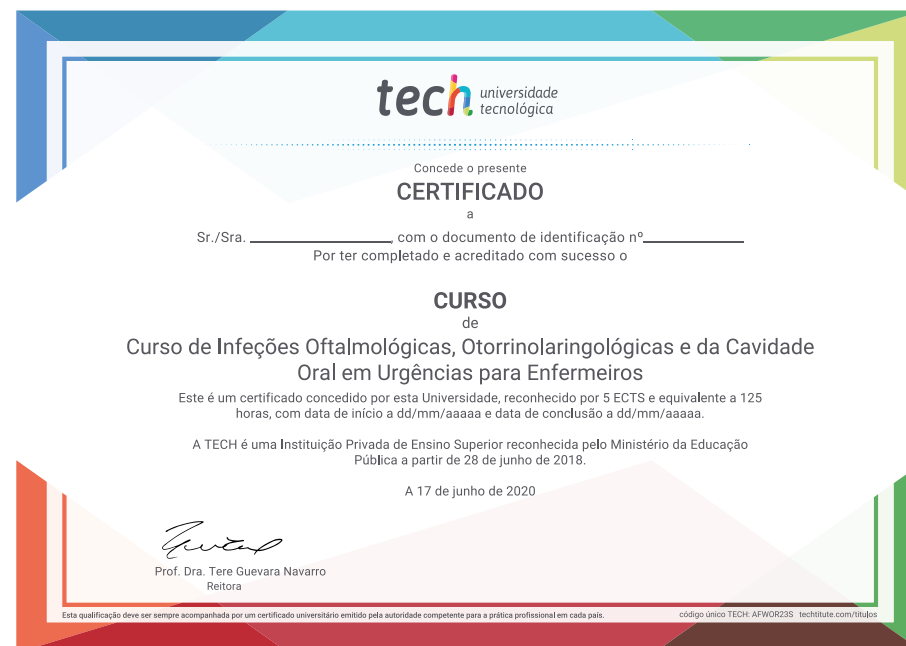 tech universidade
tecnológica
Concede o presente
CERTIFICADO
a
Sr./Sra. ____________________, com o documento de identificação nº______________
Por ter completado e acreditado com sucesso o
CURSO
de
Curso de Infeções Oftalmológicas, Otorrinolaringológicas e da Cavidade
Oral em Urgências para Enfermeiros
Este é um certificado concedido por esta Universidade, reconhecido por 5 ECTS e equivalente a 125
horas, com data de início a dd/mm/aaaaa e data de conclusão a dd/mm/aaaaa.
A TECH é uma Instituição Privada de Ensino Superior reconhecida pelo Ministério da Educação
Pública a partir de 28 de junho de 2018.
A 17 de junho de 2020
Prof. Dra. Tere Guevara Navarro
Reitora
Esta qualificação deve ser sempre acompanhada por um certificado universitário emitido pela autoridade competente para a prática profissional em cada país. código único TECH: AFWOR23S techtitute.com/titulos